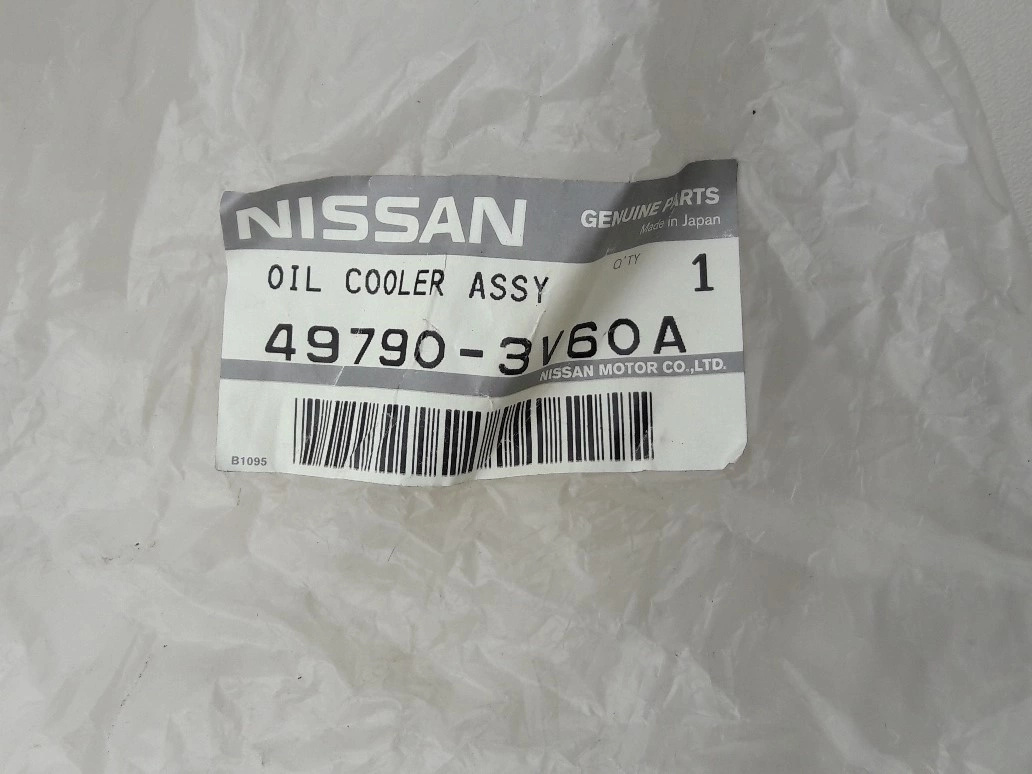 NISSAN
GENUINE PARTS
Made in Japan
Q'TY
OIL COOLER ASSY 1
49790-3V60A
NISSAN MOTOR CO.,LTD.
B1095